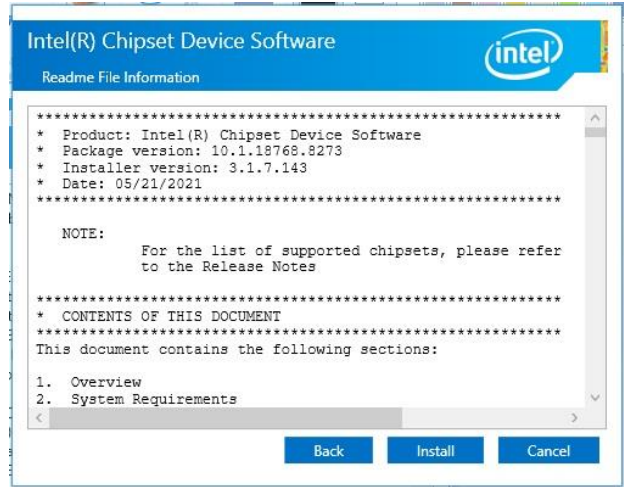 Intel(R) Chipset Device Software
intel
Readme File Information
************************************************************
*  Product: Intel(R) Chipset Device Software
*  Package version: 10.1.18768.8273
*  Installer version: 3.1.7.143
*  Date: 05/21/2021
************************************************************
NOTE:
For the list of supported chipsets, please refer
to the Release Notes
************************************************************
*  CONTENTS OF THIS DOCUMENT
************************************************************
This document contains the following sections:
1.  Overview
2.  System Requirements
Back Install Cancel